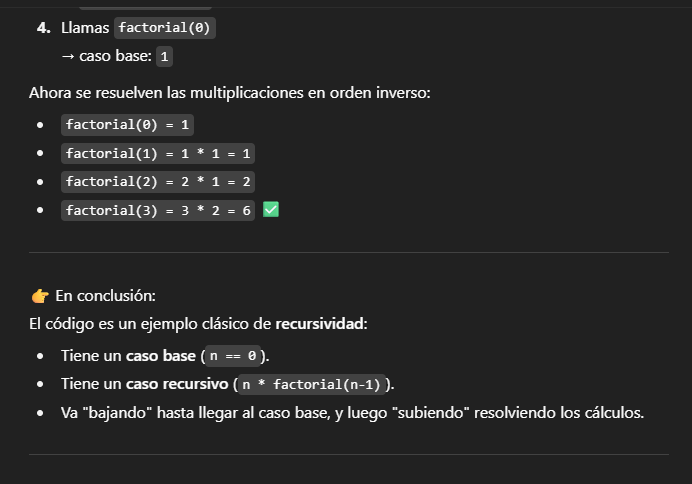 4. Llamas factorial(0)
→ caso base: 1
Ahora se resuelven las multiplicaciones en orden inverso:
• factorial(0) = 1
• factorial(1) = 1 * 1 = 1
• factorial(2) = 2 * 1 = 2
• factorial(3) = 3 * 2 = 6 ✅
👉 En conclusión:
El código es un ejemplo clásico de recursividad:
• Tiene un caso base (n == 0).
• Tiene un caso recursivo (n * factorial(n-1)).
• Va "bajando" hasta llegar al caso base, y luego "subiendo" resolviendo los cálculos.